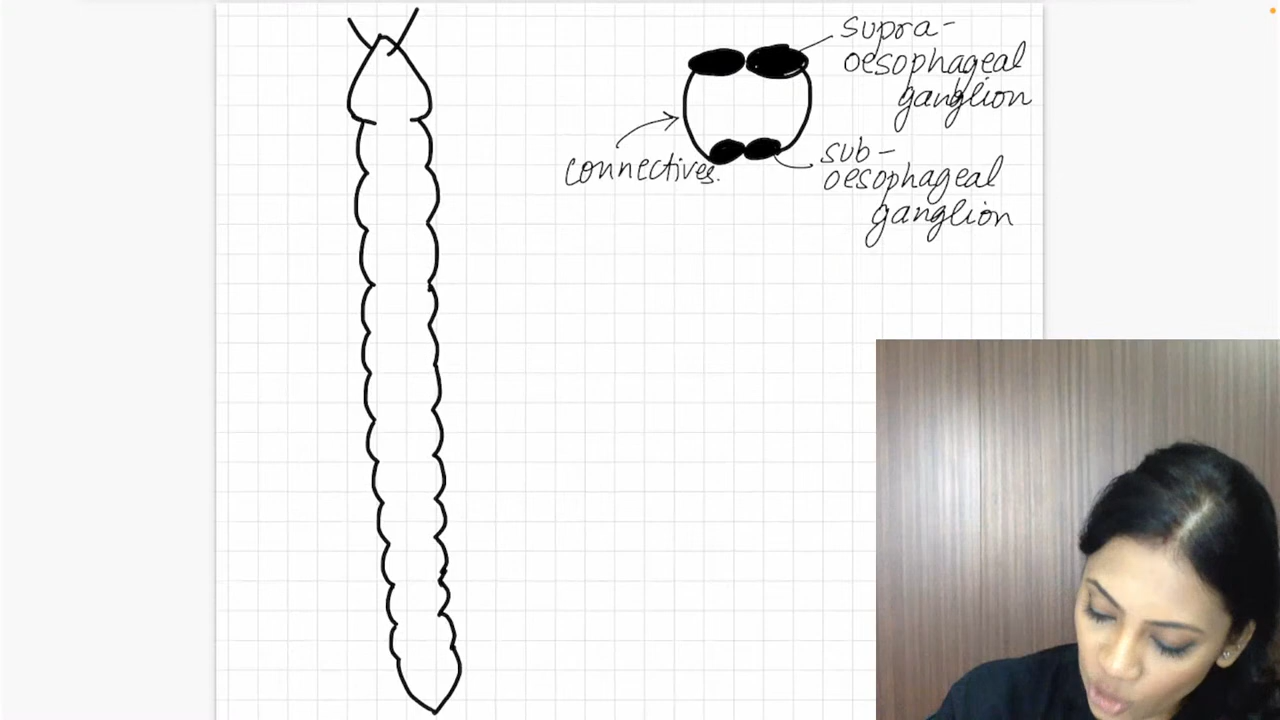 supra-
oesophageal
ganglion
connectives.
sub-
oesophageal
ganglion